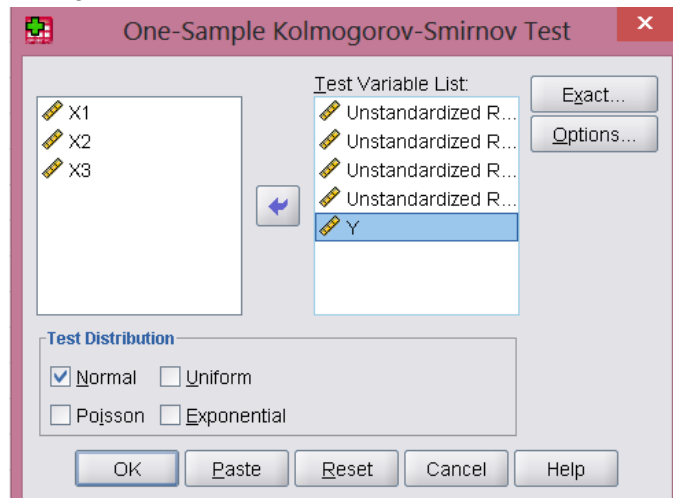 One-Sample Kolmogorov-Smirnov Test
X1
X2
X3
Test Variable List:
Unstandardized R...
Unstandardized R...
Unstandardized R...
Unstandardized R...
Y
Exact...
Options...
Test Distribution
Normal Uniform
Poisson Exponential
OK Paste Reset Cancel Help